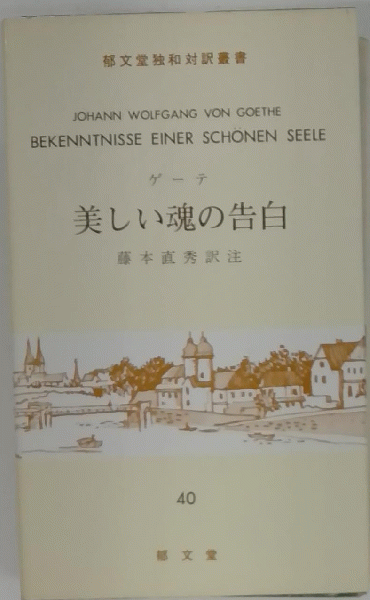 郁文堂独和対訳叢書
JOHANN WOLFGANG VON GOETHE
BEKENNTNISSE EINER SCHÖNEN SEELE
ゲーテ
美しい魂の告白
藤本直秀訳注
40
郁文堂